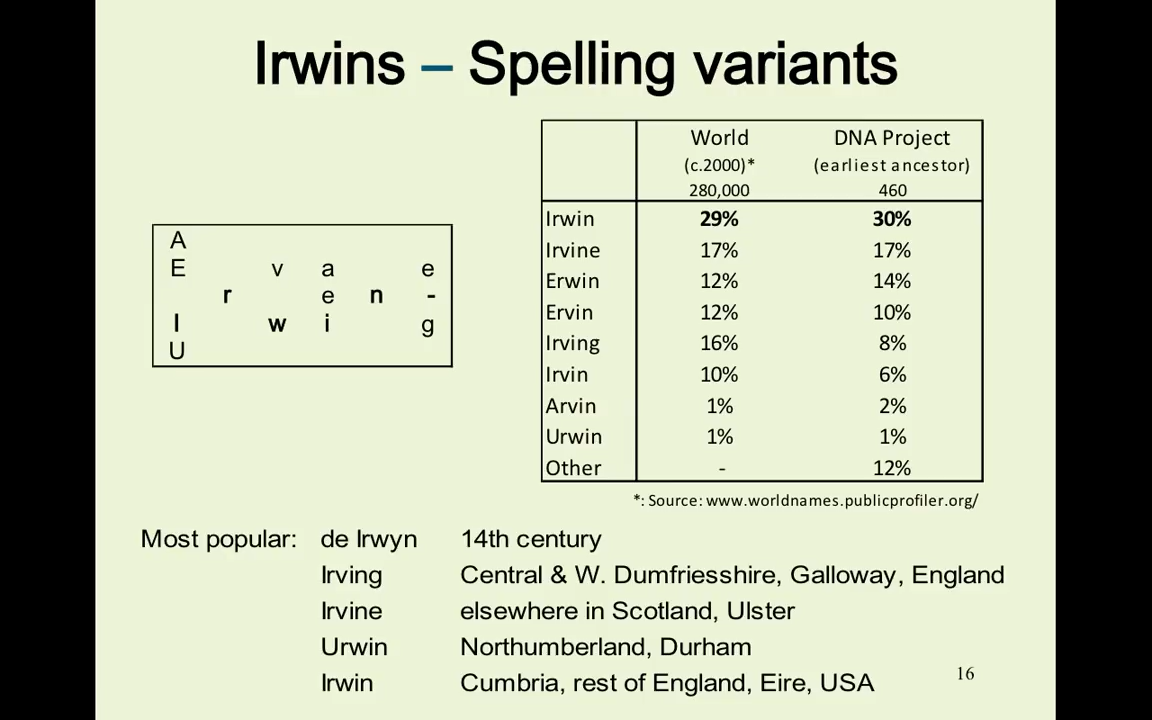 Irwins – Spelling variants
A
E v a e
r e n -
I w i g
U
World DNA Project
(c.2000)* (earliest ancestor)
280,000 460
Irwin 29% 30%
Irvine 17% 17%
Erwin 12% 14%
Ervin 12% 10%
Irving 16% 8%
Irvin 10% 6%
Arvin 1% 2%
Urwin 1% 1%
Other - 12%
*: Source: www.worldnames.publicprofiler.org/
Most popular: de Irwyn 14th century
Irving Central & W. Dumfriesshire, Galloway, England
Irvine elsewhere in Scotland, Ulster
Urwin Northumberland, Durham
Irwin Cumbria, rest of England, Eire, USA
16